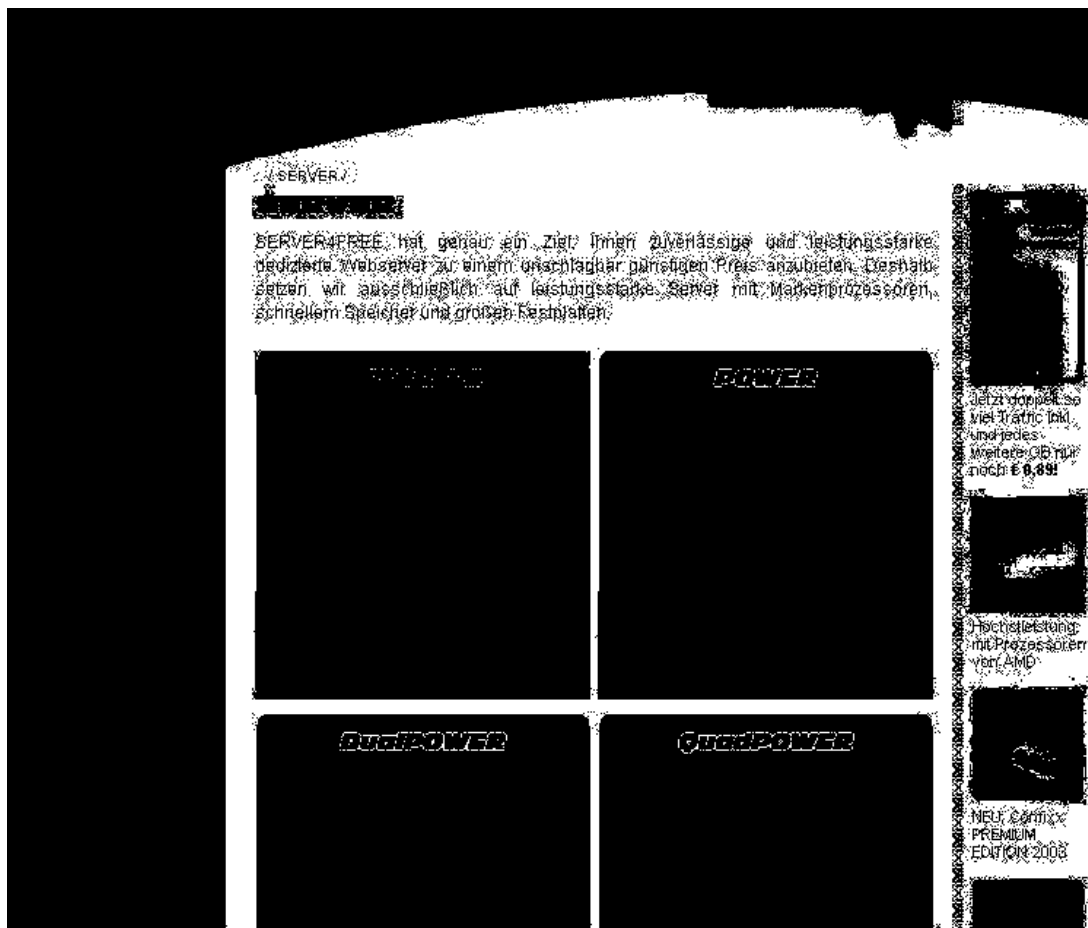 / SERVER /
SERVER4FREE hat genau ein Ziel: Ihnen zuverlässige und leistungsstarke
dedizierte Webserver zu einem unschlagbar günstigen Preis anzubieten. Deshalb
setzen wir ausschließlich auf leistungsstarke Server mit Markenprozessoren,
schnellem Speicher und großen Festplatten.
POWER
DualPOWER
QuadPOWER
Jetzt doppelt so
viel Traffic inkl.
und jedes
weitere GB nur
noch € 0,89!
Höchstleistung
mit Prozessoren
von AMD
NEU: Confixx
PREMIUM
EDITION 2003